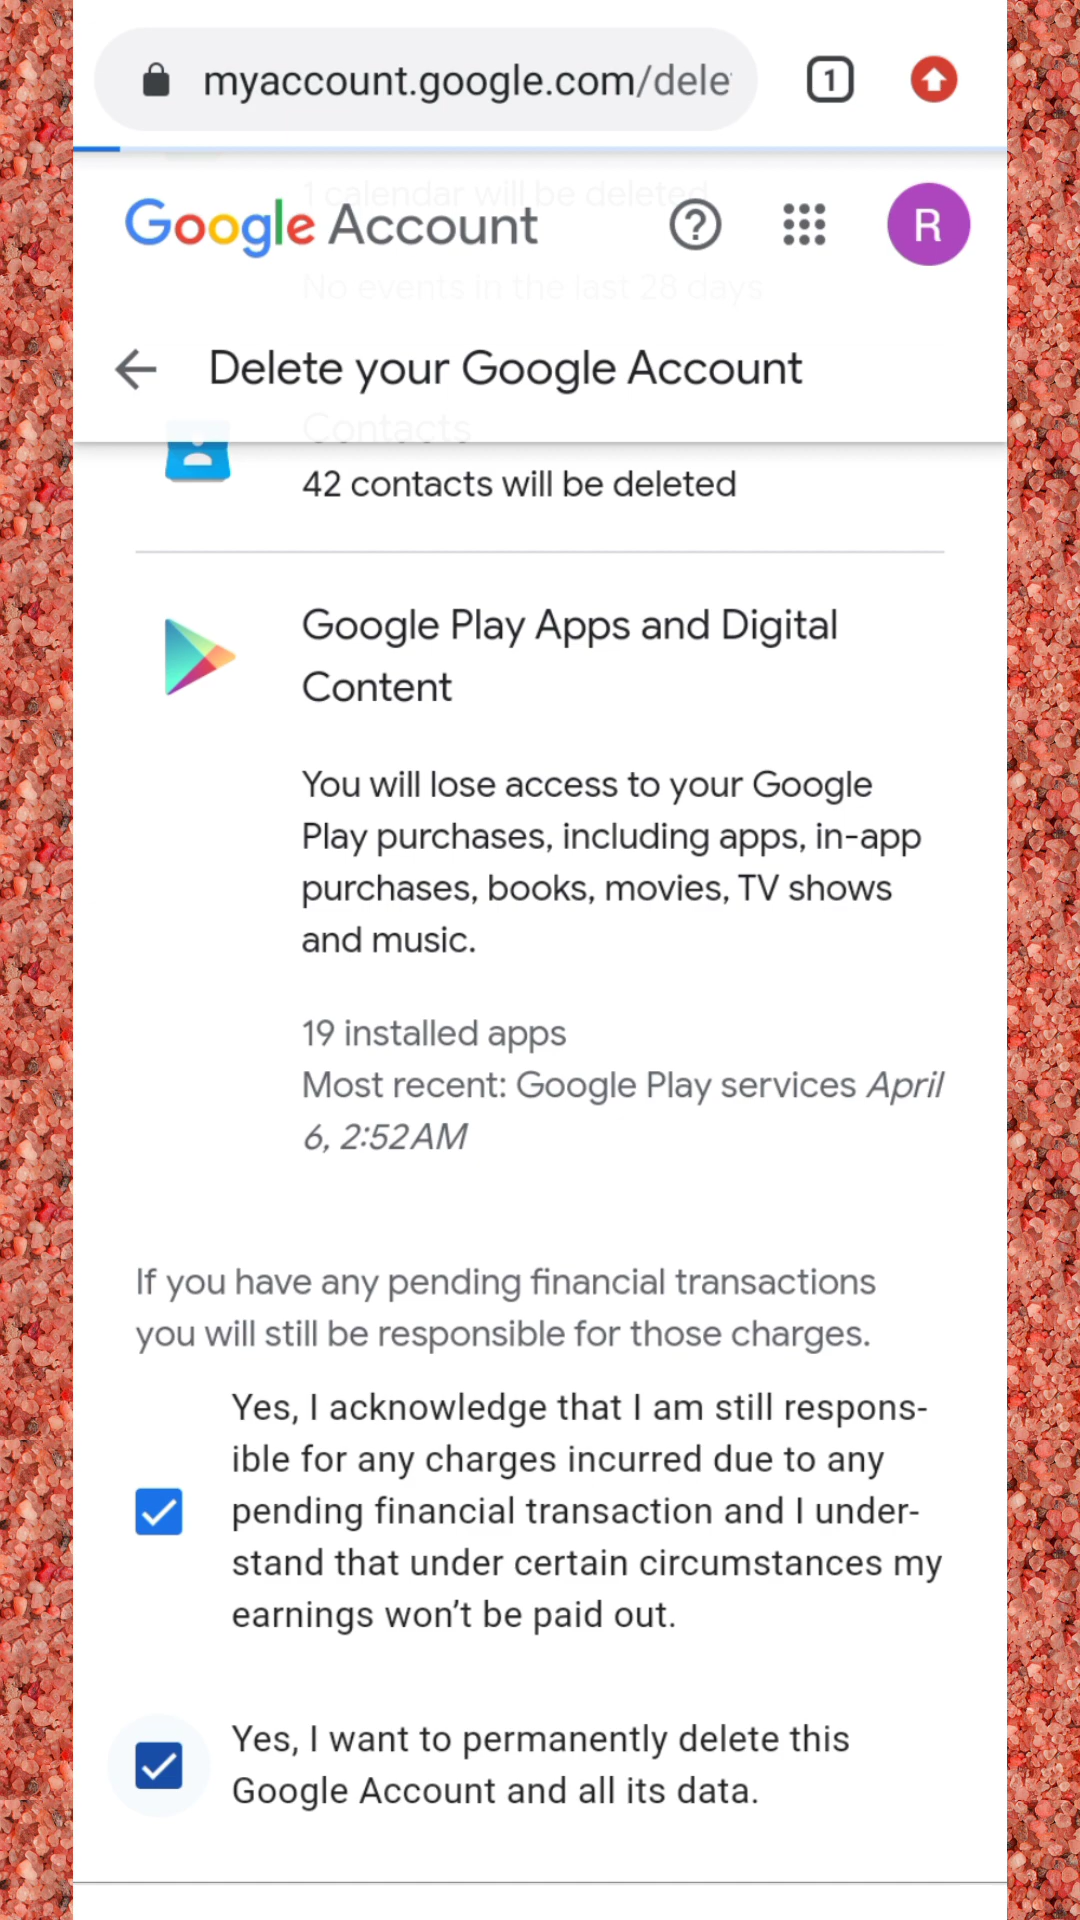 myaccount.google.com/dele
1
1 calendar will be deleted
Google Account
R
No events in the last 28 days
Delete your Google Account
Contacts
42 contacts will be deleted
Google Play Apps and Digital
Content
You will lose access to your Google
Play purchases, including apps, in-app
purchases, books, movies, TV shows
and music.
19 installed apps
Most recent: Google Play services April
6, 2:52AM
If you have any pending financial transactions
you will still be responsible for those charges.
Yes, I acknowledge that I am still respons-
ible for any charges incurred due to any
pending financial transaction and I under-
stand that under certain circumstances my
earnings won’t be paid out.
Yes, I want to permanently delete this
Google Account and all its data.